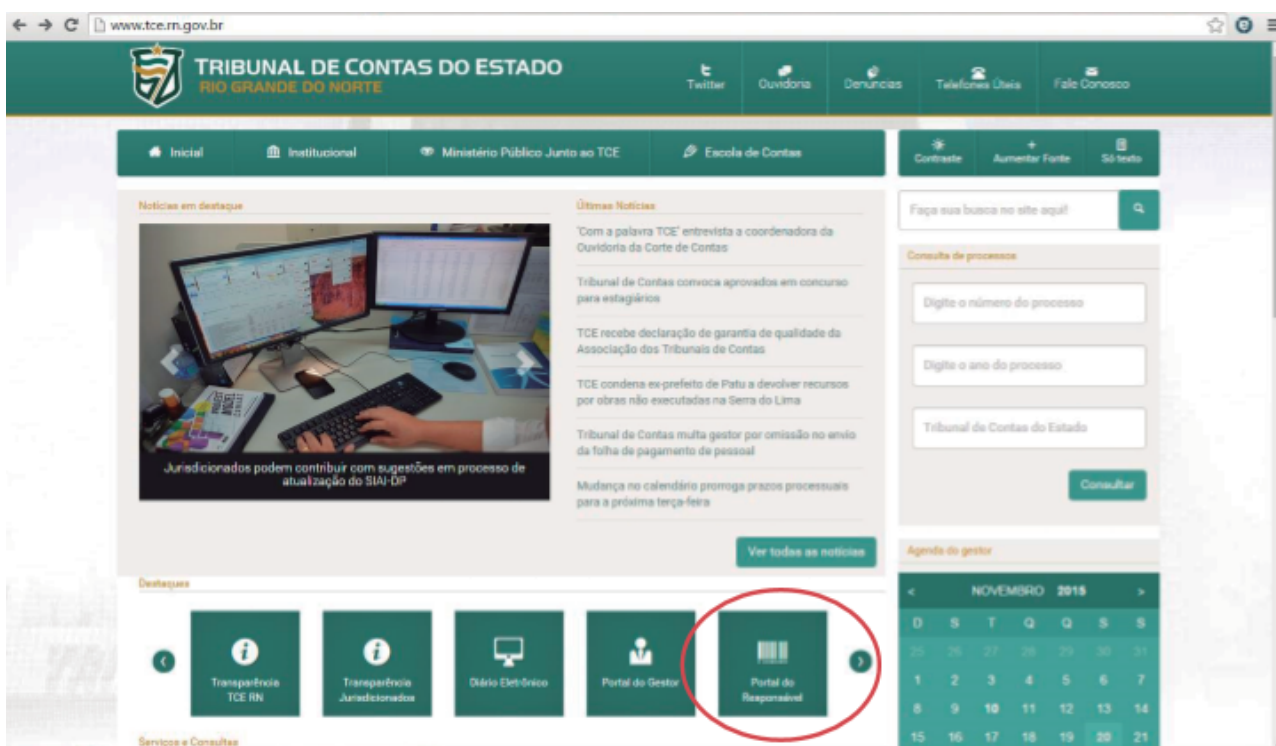 www.tce.rn.gov.br
TRIBUNAL DE CONTAS DO ESTADO
RIO GRANDE DO NORTE
Twitter
Ouvidoria
Denúncias
Telefones Úteis
Fale Conosco
Inicial
Institucional
Ministério Público Junto ao TCE
Escola de Contas
Contraste
Aumentar Fonte
Só texto
Notícias em destaque
Jurisdicionados podem contribuir com sugestões em processo de
atualização do SIAI-DP
Últimas Notícias
'Com a palavra TCE' entrevista a coordenadora da
Ouvidoria da Corte de Contas
Tribunal de Contas convoca aprovados em concurso
para estagiários
TCE recebe declaração de garantia de qualidade da
Associação dos Tribunais de Contas
TCE condena ex-prefeito de Patu a devolver recursos
por obras não executadas na Serra do Lima
Tribunal de Contas multa gestor por omissão no envio
da folha de pagamento de pessoal
Mudança no calendário prorroga prazos processuais
para a próxima terça-feira
Ver todas as notícias
Faça sua busca no site aqui!
Consulta de processos
Digite o número do processo
Digite o ano do processo
Tribunal de Contas do Estado
Consultar
Agenda do gestor
< NOVEMBRO 2015 >
D S T Q Q S S
25 26 27 28 29 30 31
1 2 3 4 5 6 7
8 9 10 11 12 13 14
15 16 17 18 19 20 21
Destaques
Transparência
TCE RN
Transparência
Jurisdicionados
Diário Eletrônico
Portal do Gestor
Portal do
Responsável
Serviços e Consultas